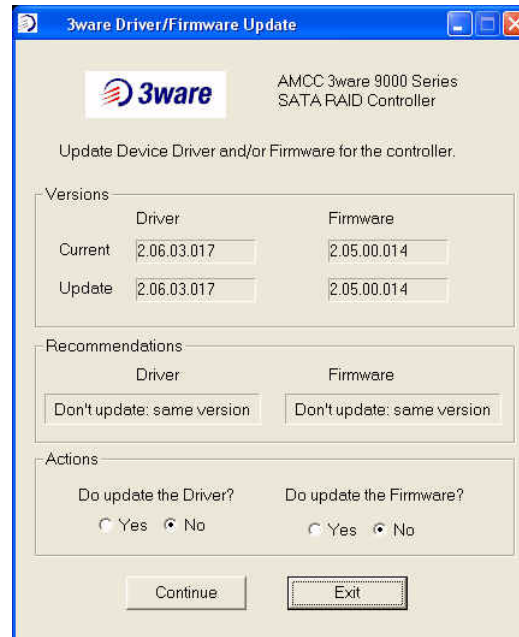 3ware Driver/Firmware Update
3ware
AMCC 3ware 9000 Series
SATA RAID Controller
Update Device Driver and/or Firmware for the controller.
Versions
Driver Firmware
Current 2.06.03.017 2.05.00.014
Update 2.06.03.017 2.05.00.014
Recommendations
Driver Firmware
Don't update: same version Don't update: same version
Actions
Do update the Driver? Do update the Firmware?
Yes No Yes No
Continue Exit